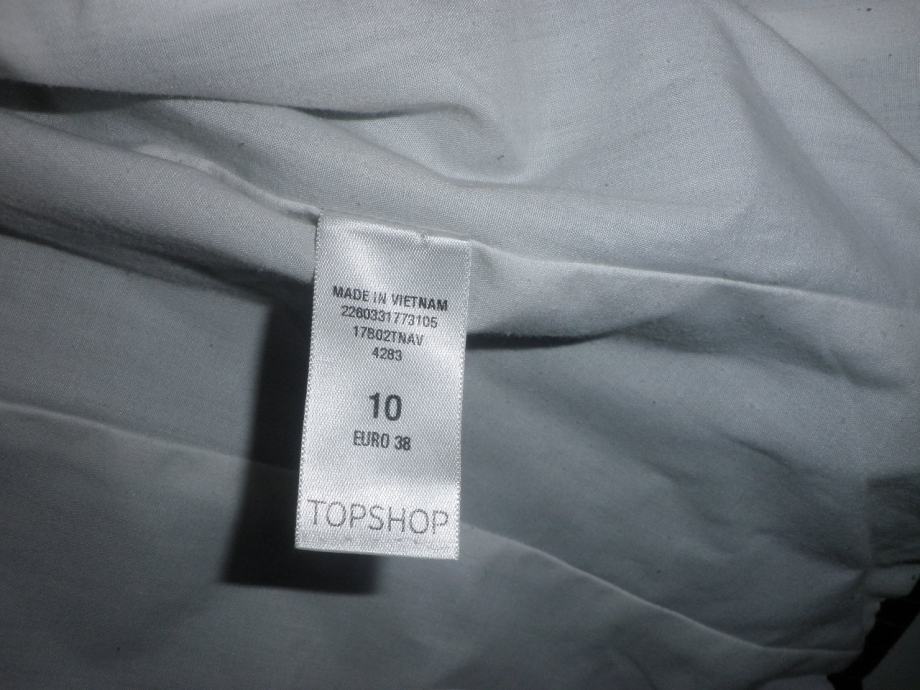 MADE IN VIETNAM
2260331773105
17B02TNAV
4283
10
EURO 38
TOPSHOP